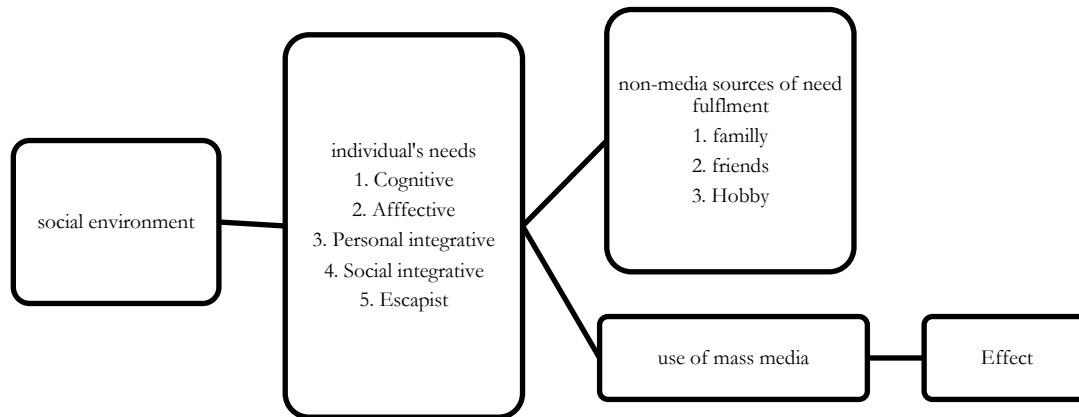 social environment
individual's needs
1. Cognitive
2. Afffective
3. Personal integrative
4. Social integrative
5. Escapist
non-media sources of need
fulflment
1. familly
2. friends
3. Hobby
use of mass media
Effect